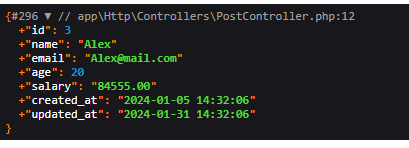 {#296 ▼ // app\Http\Controllers\PostController.php:12
+"id": 3
+"name": "Alex"
+"email": "Alex@mail.com"
+"age": 20
+"salary": "84555.00"
+"created_at": "2024-01-05 14:32:06"
+"updated_at": "2024-01-31 14:32:06"
}